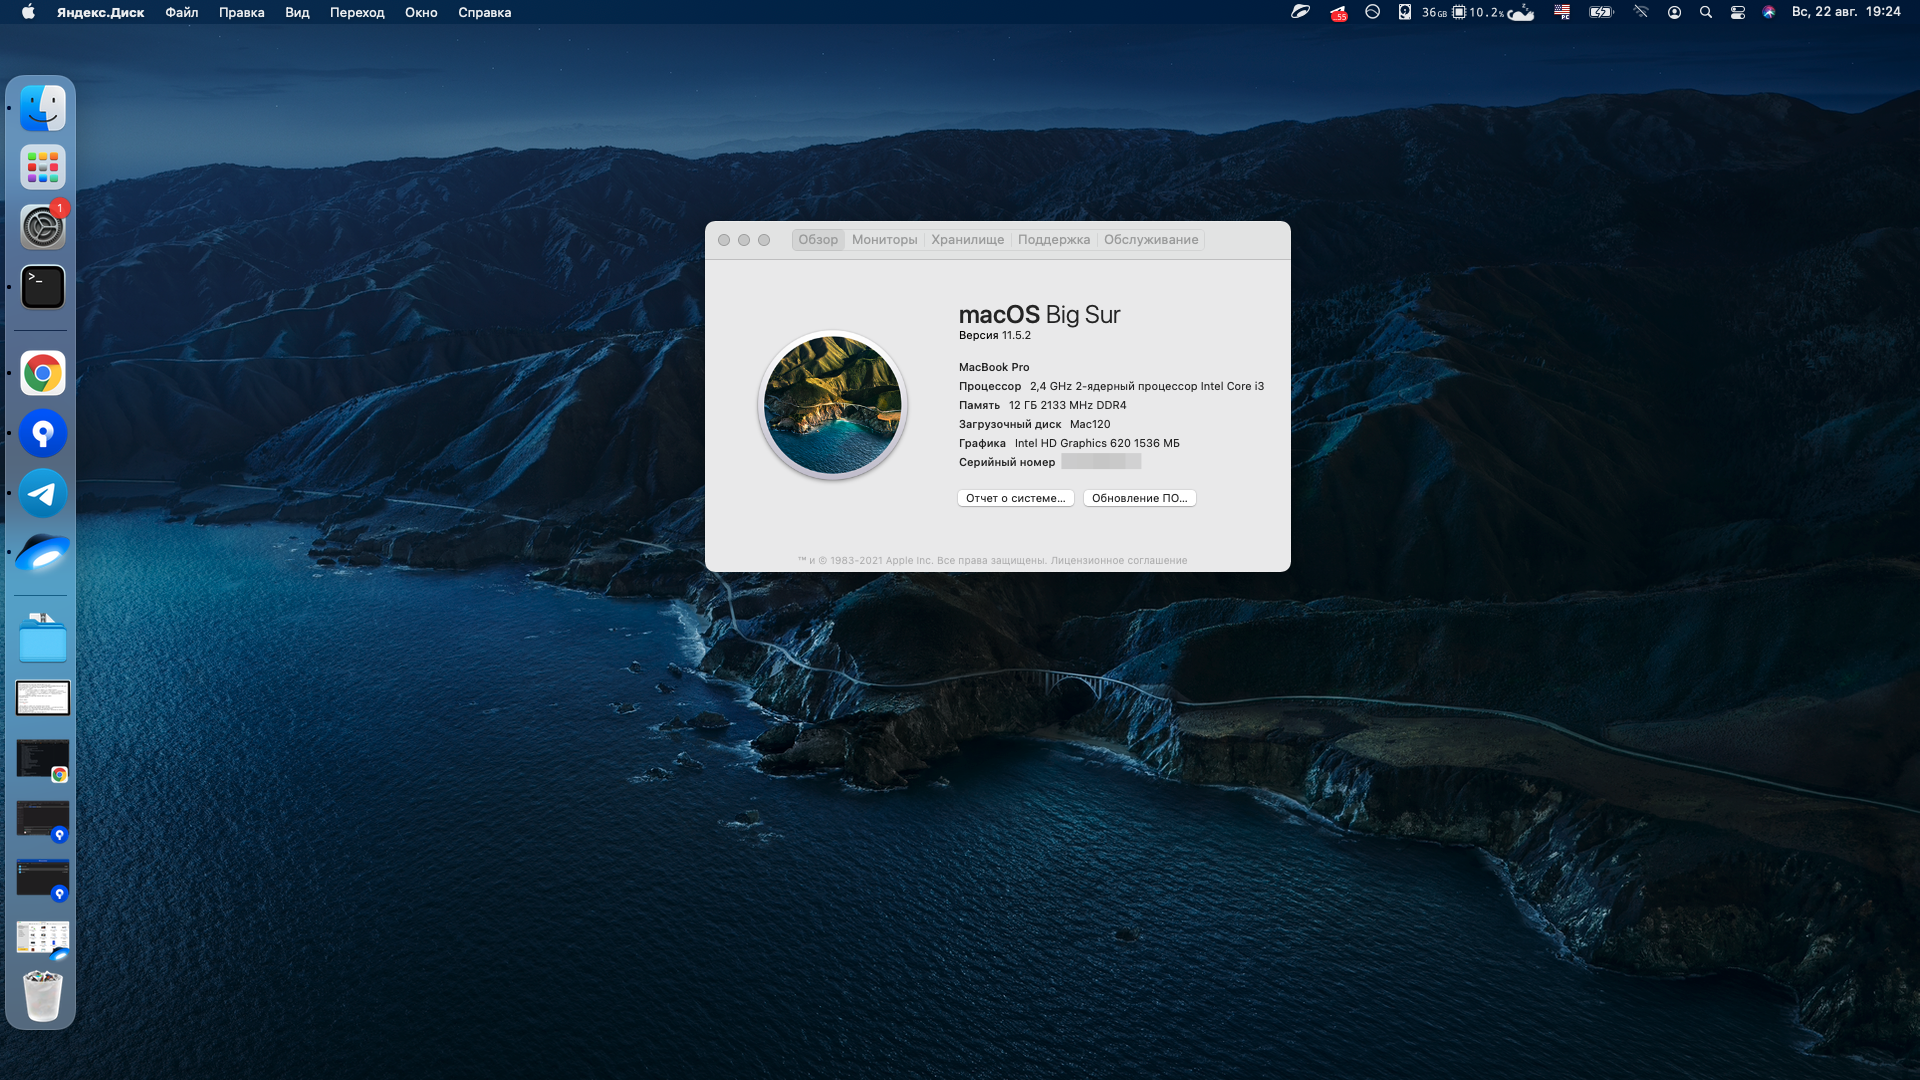 Яндекс.Диск Файл Правка Вид Переход Окно Справка
55 36GB 10.2% Вс, 22 авг. 19:24
1
>_
Обзор Мониторы Хранилище Поддержка Обслуживание
macOS Big Sur
Версия 11.5.2
MacBook Pro
Процессор 2,4 GHz 2-ядерный процессор Intel Core i3
Память 12 ГБ 2133 MHz DDR4
Загрузочный диск Mac120
Графика Intel HD Graphics 620 1536 МБ
Серийный номер
Отчет о системе... Обновление ПО...
™ и © 1983-2021 Apple Inc. Все права защищены. Лицензионное соглашение